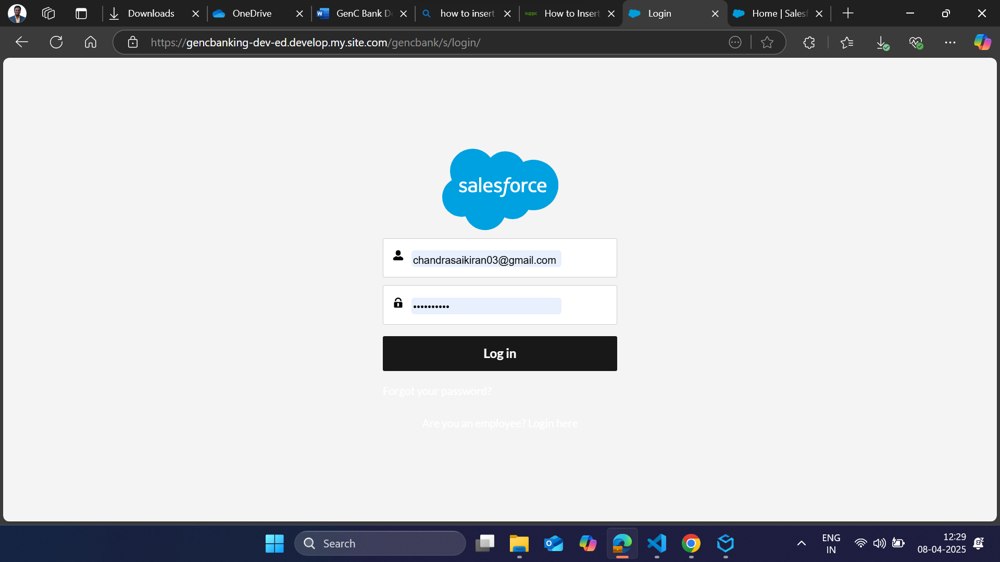 Downloads
OneDrive
GenC Bank Do
how to insert
suppc
How to Insert
Login
Home | Salesf
https://gencbanking-dev-ed.develop.my.site.com/gencbank/s/login/
salesforce
chandrasaikiran03@gmail.com
••••••••••
Log in
Forgot your password?
Are you an employee? Login here
Search
ENG
IN
12:29
08-04-2025